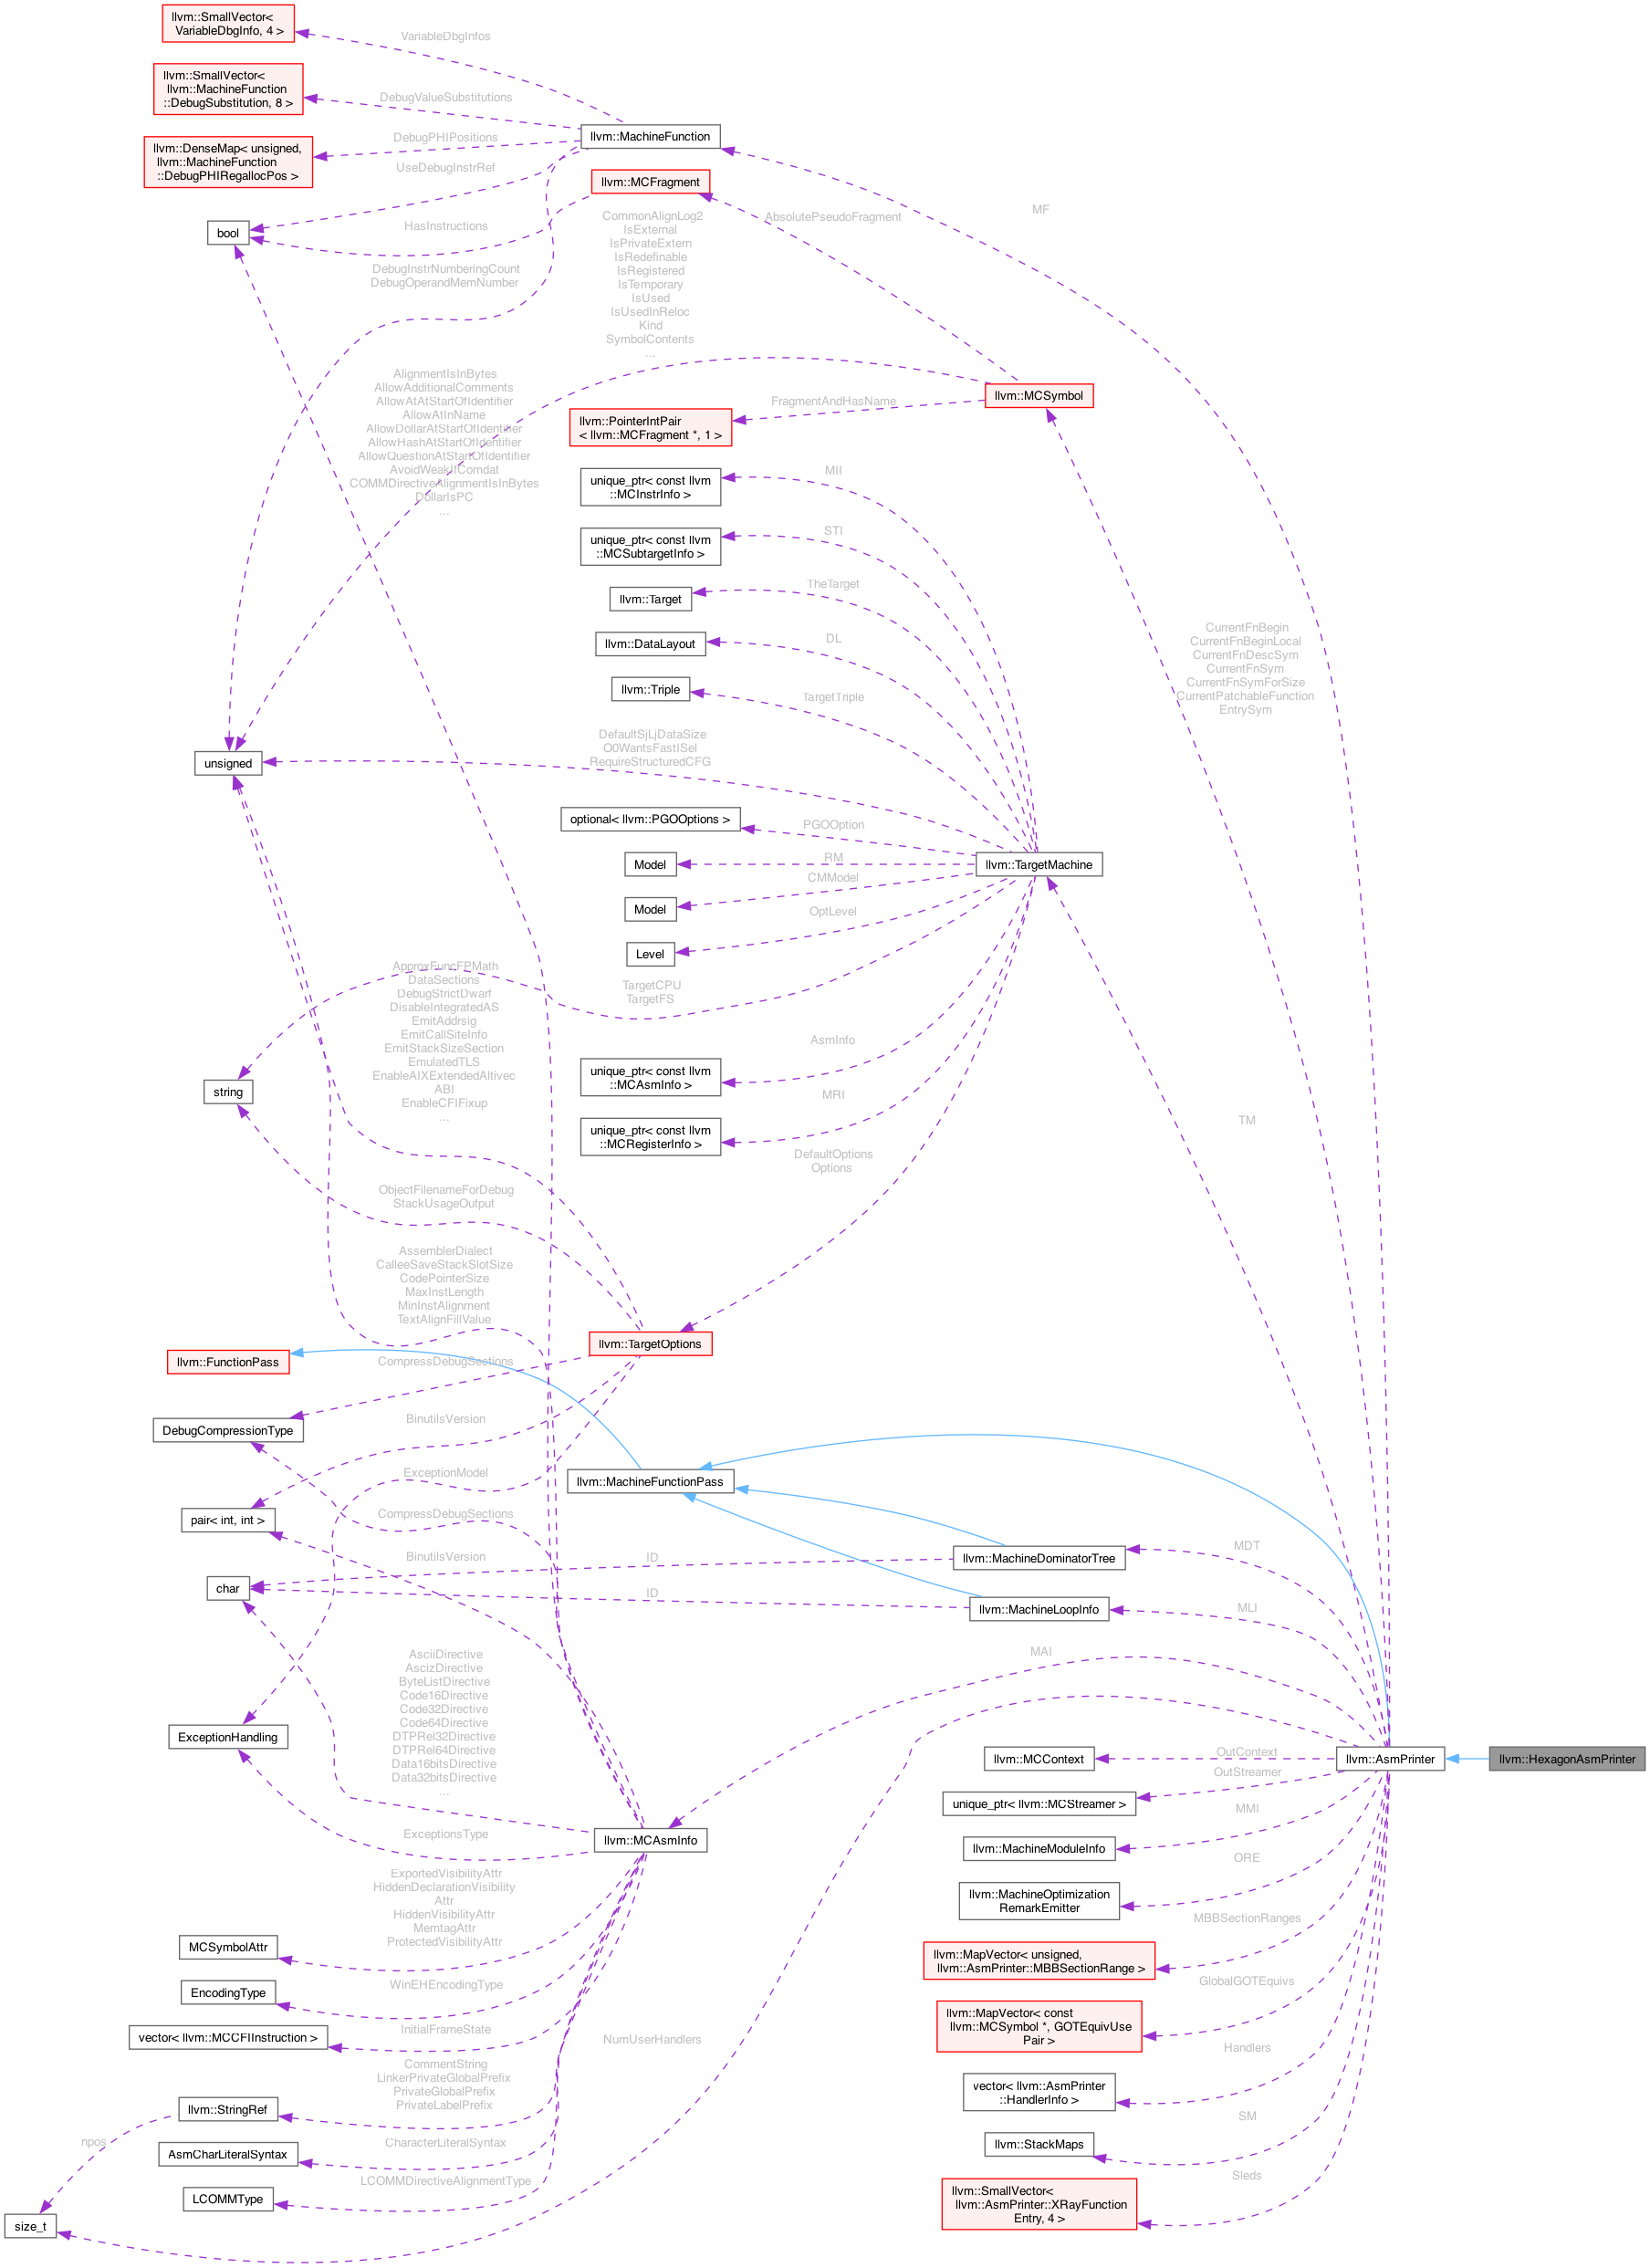 llvm::SmallVector<
VariableDbgInfo, 4 >
VariableDbgInfos
llvm::SmallVector<
llvm::MachineFunction
::DebugSubstitution, 8 >
DebugValueSubstitutions
llvm::DenseMap< unsigned,
llvm::MachineFunction
::DebugPHIRegallocPos >
DebugPHIPositions
UseDebugInstrRef
llvm::MachineFunction
llvm::MCFragment
MF
bool
HasInstructions
AbsolutePseudoFragment
DebugInstrNumberingCount
DebugOperandMemNumber
CommonAlignLog2
IsExternal
IsPrivateExtern
IsRedefinable
IsRegistered
IsTemporary
IsUsed
IsUsedInReloc
Kind
SymbolContents
...
AlignmentIsInBytes
AllowAdditionalComments
AllowAtAtStartOfIdentifier
AllowAtInName
AllowDollarAtStartOfIdentifier
AllowHashAtStartOfIdentifier
AllowQuestionAtStartOfIdentifier
AvoidWeakIfComdat
COMMDirectiveAlignmentIsInBytes
DollarIsPC
...
llvm::MCSymbol
FragmentAndHasName
llvm::PointerIntPair
< llvm::MCFragment *, 1 >
unique_ptr< const llvm
::MCInstrInfo >
MII
unique_ptr< const llvm
::MCSubtargetInfo >
STI
llvm::Target
TheTarget
llvm::DataLayout
DL
llvm::Triple
TargetTriple
CurrentFnBegin
CurrentFnBeginLocal
CurrentFnDescSym
CurrentFnSym
CurrentFnSymForSize
CurrentPatchableFunction
EntrySym
unsigned
DefaultSjLjDataSize
O0WantsFastISel
RequireStructuredCFG
optional< llvm::PGOOptions >
PGOOption
Model
RM
llvm::TargetMachine
Model
CMModel
Level
OptLevel
ApproxFuncFPMath
DataSections
DebugStrictDwarf
DisableIntegratedAS
EmitAddrsig
EmitCallSiteInfo
EmitStackSizeSection
EmulatedTLS
EnableAIXExtendedAltivec
ABI
EnableCFIFixup
...
TargetCPU
TargetFS
string
unique_ptr< const llvm
::MCAsmInfo >
AsmInfo
unique_ptr< const llvm
::MCRegisterInfo >
MRI
TM
DefaultOptions
Options
ObjectFilenameForDebug
StackUsageOutput
AssemblerDialect
CalleeSaveStackSlotSize
CodePointerSize
MaxInstLength
MinInstAlignment
TextAlignFillValue
llvm::TargetOptions
llvm::FunctionPass
CompressDebugSections
DebugCompressionType
BinutilsVersion
ExceptionModel
llvm::MachineFunctionPass
pair< int, int >
CompressDebugSections
BinutilsVersion
char
ID
ID
llvm::MachineDominatorTree
MDT
llvm::MachineLoopInfo
MLI
AsciiDirective
AscizDirective
ByteListDirective
Code16Directive
Code32Directive
Code64Directive
DTPRel32Directive
DTPRel64Directive
Data16bitsDirective
Data32bitsDirective
...
MAI
ExceptionHandling
ExceptionsType
llvm::MCAsmInfo
llvm::MCContext
OutContext
llvm::AsmPrinter
llvm::HexagonAsmPrinter
unique_ptr< llvm::MCStreamer >
OutStreamer
llvm::MachineModuleInfo
MMI
llvm::MachineOptimization
RemarkEmitter
ORE
ExportedVisibilityAttr
HiddenDeclarationVisibility
Attr
HiddenVisibilityAttr
MemtagAttr
ProtectedVisibilityAttr
MCSymbolAttr
llvm::MapVector< unsigned,
llvm::AsmPrinter::MBBSectionRange >
MBBSectionRanges
EncodingType
WinEHEncodingType
llvm::MapVector< const
llvm::MCSymbol *, GOTEquivUse
Pair >
GlobalGOTEquivs
vector< llvm::MCCFIInstruction >
InitialFrameState
NumUserHandlers
vector< llvm::AsmPrinter
::HandlerInfo >
Handlers
llvm::StringRef
CommentString
LinkerPrivateGlobalPrefix
PrivateGlobalPrefix
PrivateLabelPrefix
npos
AsmCharLiteralSyntax
CharacterLiteralSyntax
llvm::StackMaps
SM
LCOMMType
LCOMMDirectiveAlignmentType
size_t
llvm::SmallVector<
llvm::AsmPrinter::XRayFunction
Entry, 4 >
Sleds